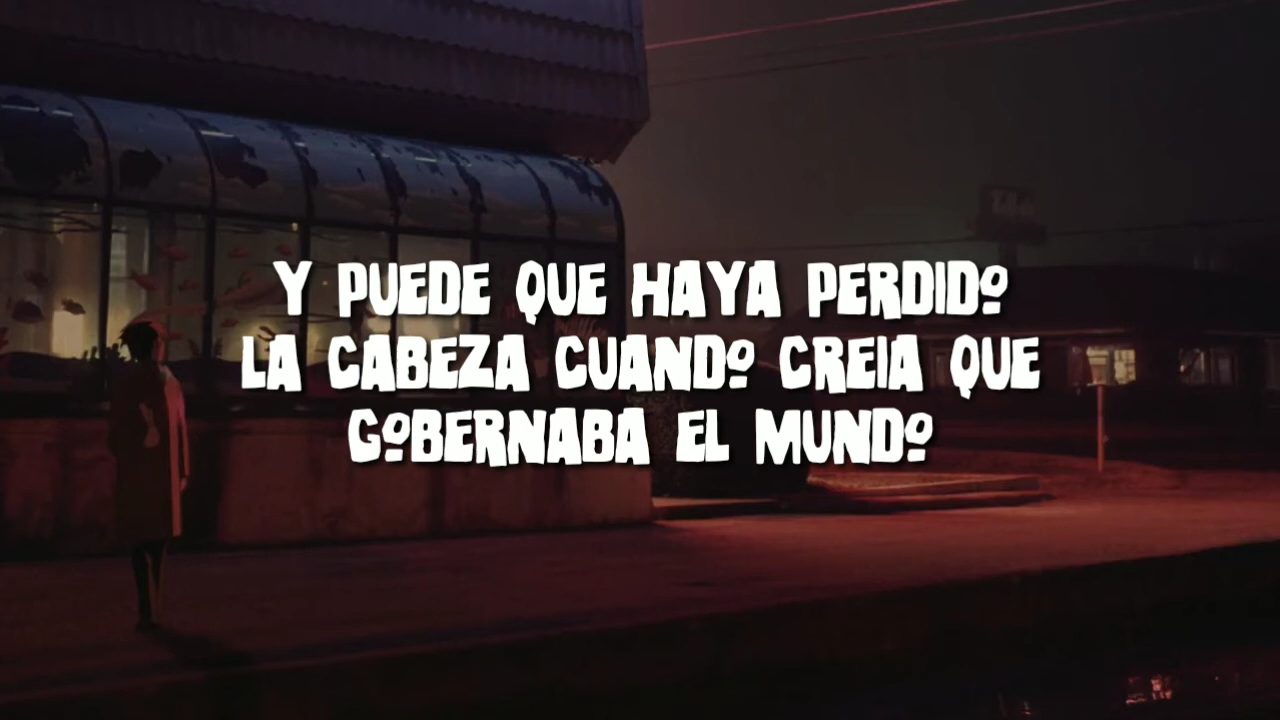 Y PUEDE QUE HAYA PERDIDO
LA CABEZA CUANDO CREIA QUE
GOBERNABA EL MUNDO